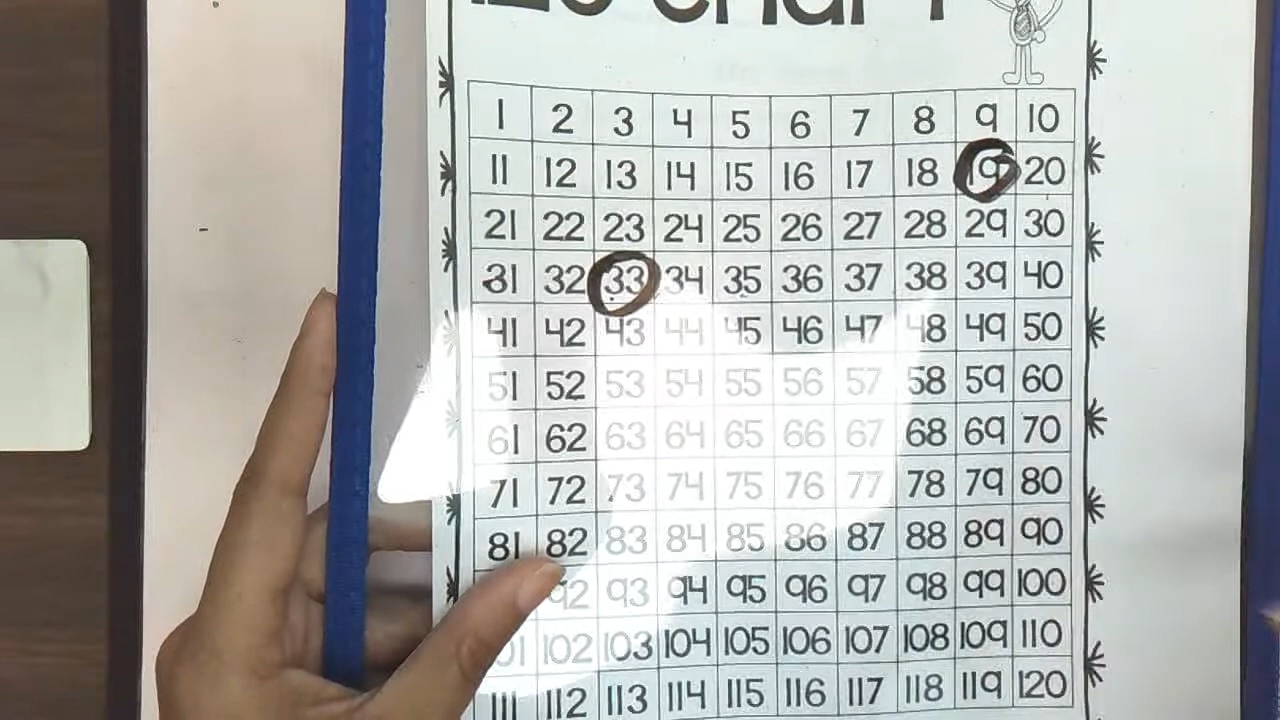 120 CHART
1 2 3 4 5 6 7 8 9 10
11 12 13 14 15 16 17 18 19 20
21 22 23 24 25 26 27 28 29 30
31 32 33 34 35 36 37 38 39 40
41 42 43 44 45 46 47 48 49 50
51 52 53 54 55 56 57 58 59 60
61 62 63 64 65 66 67 68 69 70
71 72 73 74 75 76 77 78 79 80
81 82 83 84 85 86 87 88 89 90
92 93 94 95 96 97 98 99 100
101 102 103 104 105 106 107 108 109 110
111 112 113 114 115 116 117 118 119 120